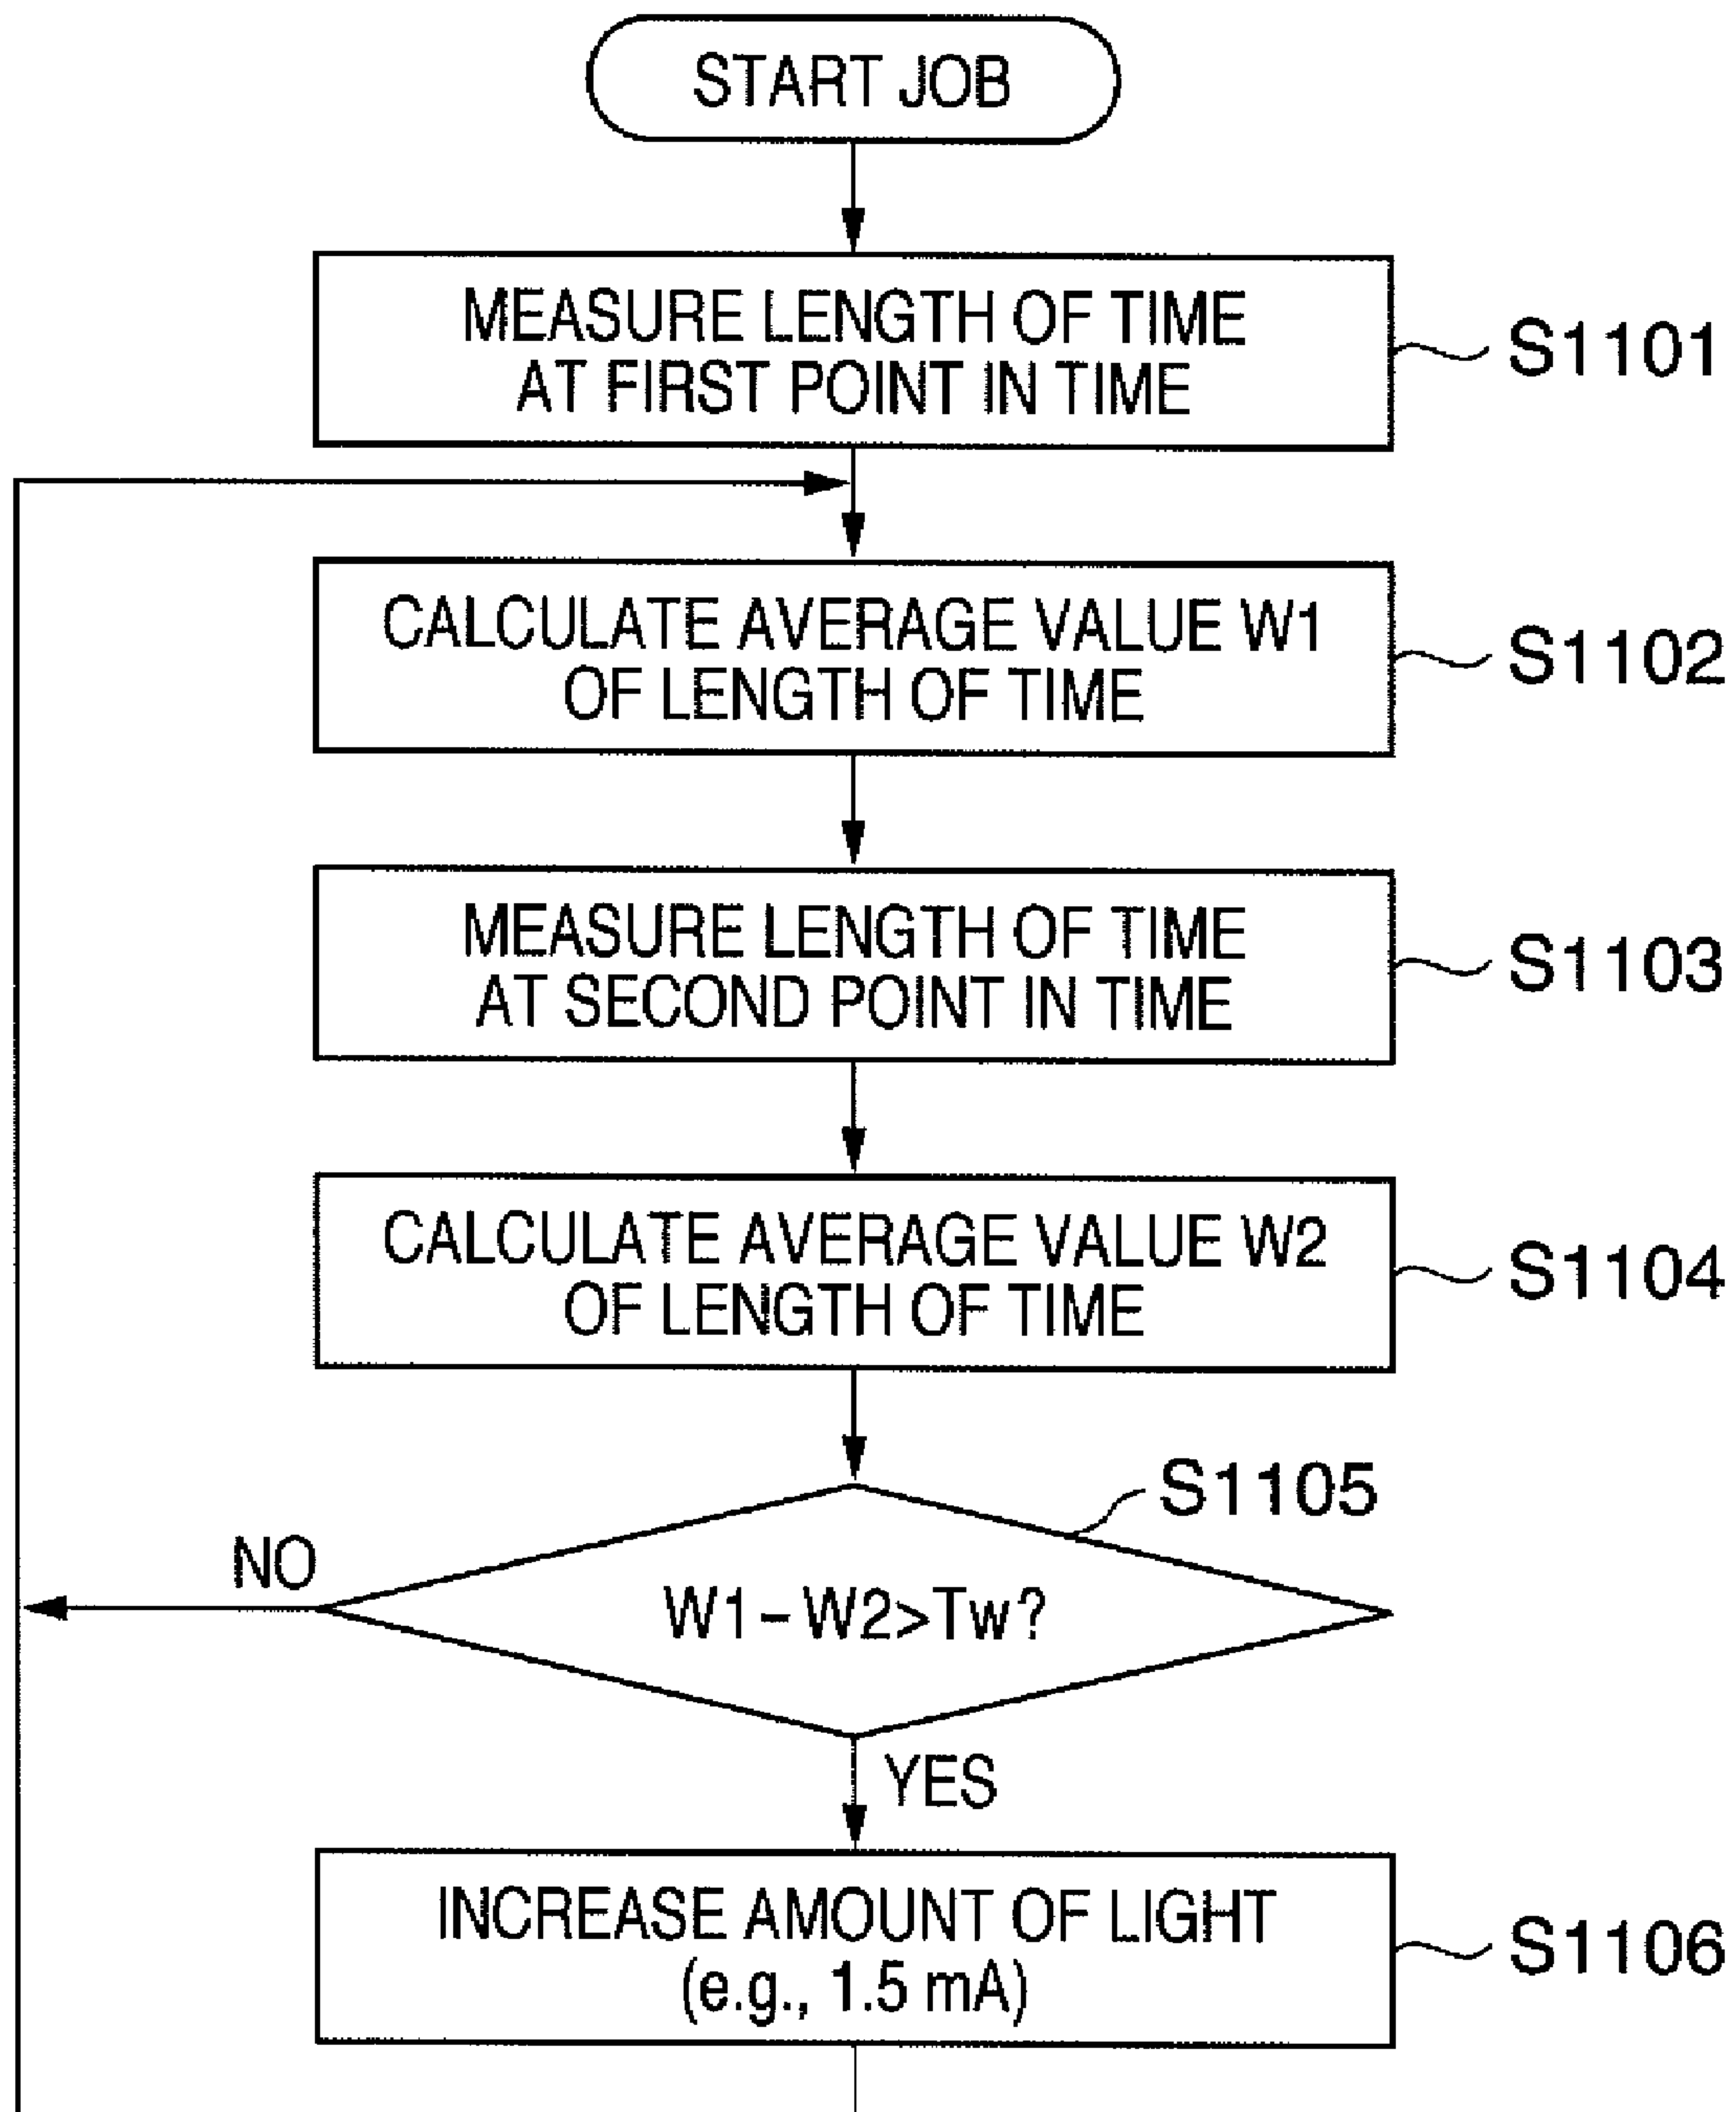 START JOB
MEASURE LENGTH OF TIME
AT FIRST POINT IN TIME
S1101
CALCULATE AVERAGE VALUE W1
OF LENGTH OF TIME
S1102
MEASURE LENGTH OF TIME
AT SECOND POINT IN TIME
S1103
CALCULATE AVERAGE VALUE W2
OF LENGTH OF TIME
S1104
S1105
NO
W1-W2>Tw?
YES
INCREASE AMOUNT OF LIGHT
(e.g., 1.5 mA)
S1106